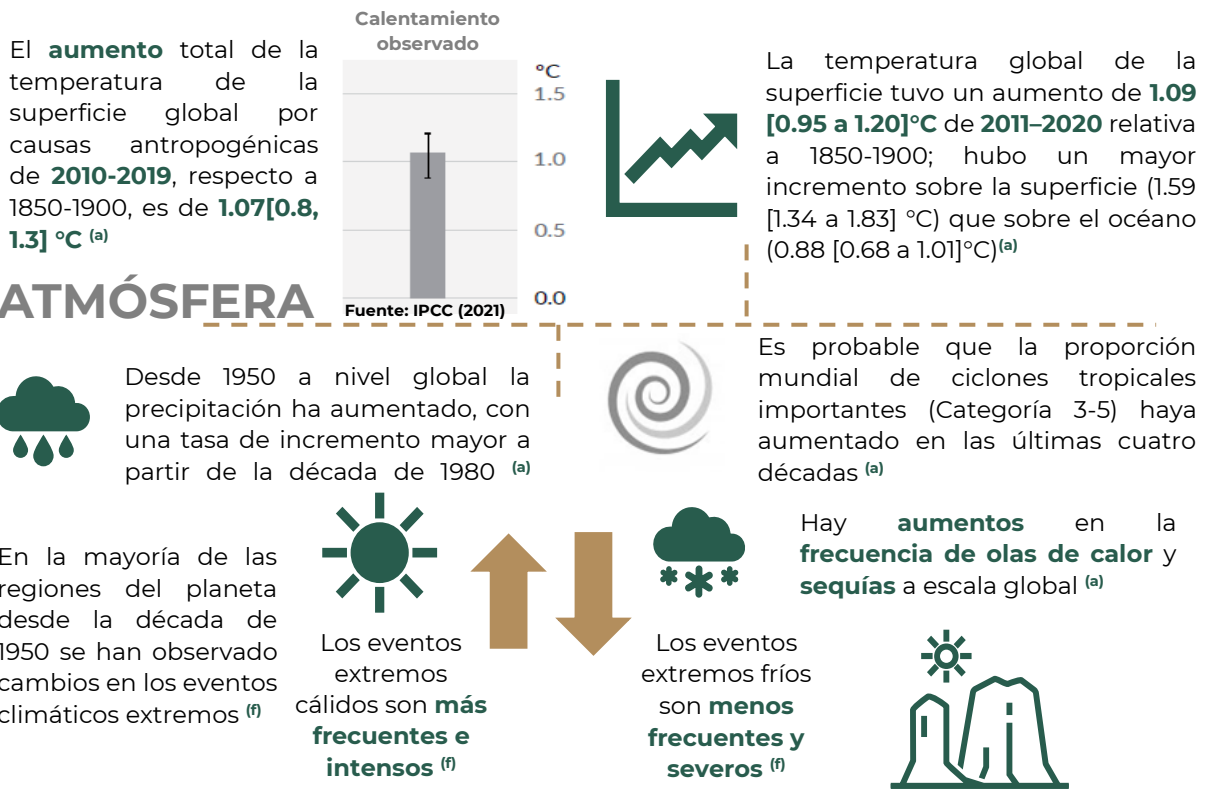 El aumento total de la
temperatura de la
superficie global por
causas antropogénicas
de 2010-2019, respecto a
1850-1900, es de 1.07[0.8,
1.3] °C (a)
Calentamiento
observado
°C
1.5
1.0
0.5
0.0
Fuente: IPCC (2021)
La temperatura global de la
superficie tuvo un aumento de 1.09
[0.95 a 1.20]°C de 2011–2020 relativa
a 1850-1900; hubo un mayor
incremento sobre la superficie (1.59
[1.34 a 1.83] °C) que sobre el océano
(0.88 [0.68 a 1.01]°C)(a)
ATMÓSFERA
Desde 1950 a nivel global la
precipitación ha aumentado, con
una tasa de incremento mayor a
partir de la década de 1980 (a)
Es probable que la proporción
mundial de ciclones tropicales
importantes (Categoría 3-5) haya
aumentado en las últimas cuatro
décadas (a)
En la mayoría de las
regiones del planeta
desde la década de
1950 se han observado
cambios en los eventos
climáticos extremos (f)
Los eventos
extremos
cálidos son más
frecuentes e
intensos (f)
Los eventos
extremos fríos
son menos
frecuentes y
severos (f)
Hay aumentos en la
frecuencia de olas de calor y
sequías a escala global (a)